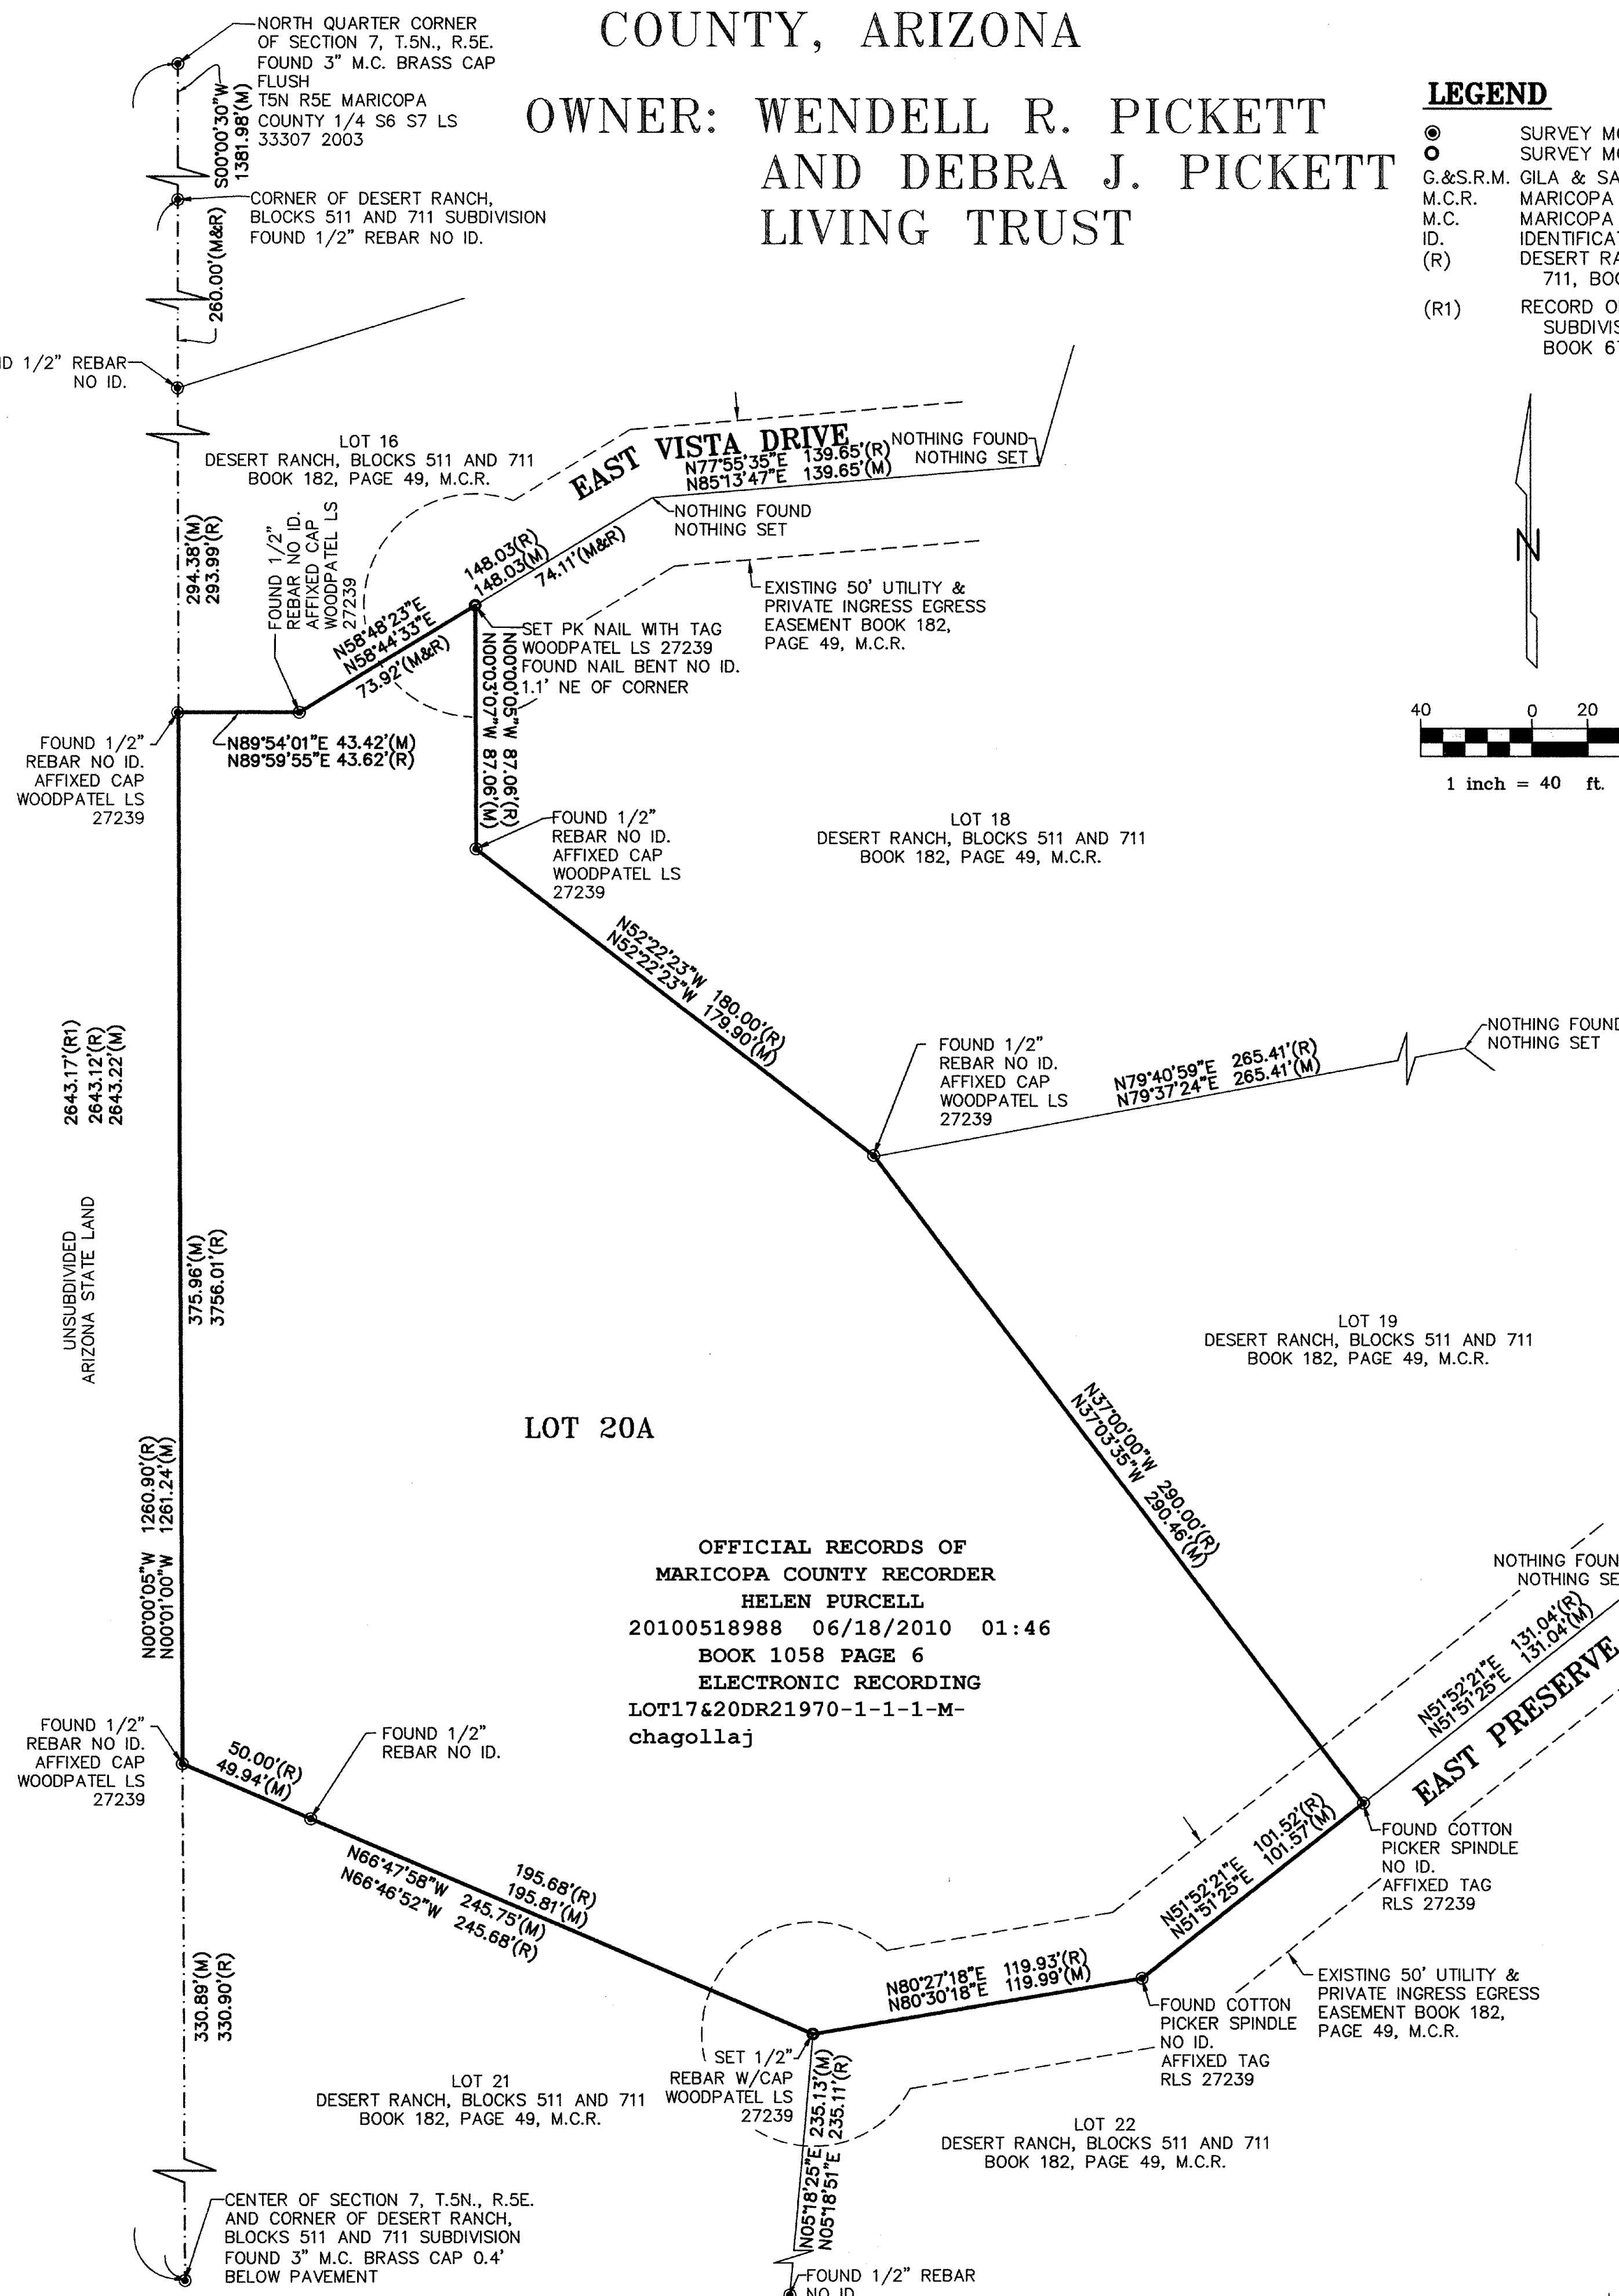 COUNTY, ARIZONA
OWNER: WENDELL R. PICKETT
AND DEBRA J. PICKETT
LIVING TRUST
NORTH QUARTER CORNER
OF SECTION 7, T.5N., R.5E.
FOUND 3" M.C. BRASS CAP
FLUSH
T5N R5E MARICOPA
COUNTY 1/4 S6 S7 LS
33307 2003
S00°00'30"W
1381.98'(M)
CORNER OF DESERT RANCH,
BLOCKS 511 AND 711 SUBDIVISION
FOUND 1/2" REBAR NO ID.
260.00'(M&R)
ND 1/2" REBAR
NO ID.
LEGEND
SURVEY MO
SURVEY MO
G.&S.R.M. GILA & SA
M.C.R. MARICOPA
M.C. MARICOPA
ID. IDENTIFICAT
(R) DESERT RA
711, BOO
(R1) RECORD O
SUBDIVIS
BOOK 67
LOT 16
DESERT RANCH, BLOCKS 511 AND 711
BOOK 182, PAGE 49, M.C.R.
EAST VISTA DRIVE
N77°55'35"E 139.65'(R)
N85°13'47"E 139.65'(M)
NOTHING FOUND
NOTHING SET
NOTHING FOUND
NOTHING SET
294.38'(M)
293.99'(R)
FOUND 1/2"
REBAR NO ID.
AFFIXED CAP
WOODPATEL LS
27239
148.03(R)
148.03(M)
74.11'(M&R)
EXISTING 50' UTILITY &
PRIVATE INGRESS EGRESS
EASEMENT BOOK 182,
PAGE 49, M.C.R.
N58°48'23"E
N58°44'33"E
73.92'(M&R)
SET PK NAIL WITH TAG
WOODPATEL LS 27239
FOUND NAIL BENT NO ID.
1.1' NE OF CORNER
N00°00'05"W 87.06'(R)
N00°03'07"W 87.06'(M)
N
40 0 20
1 inch = 40 ft.
FOUND 1/2"
REBAR NO ID.
AFFIXED CAP
WOODPATEL LS
27239
N89°54'01"E 43.42'(M)
N89°59'55"E 43.62'(R)
FOUND 1/2"
REBAR NO ID.
AFFIXED CAP
WOODPATEL LS
27239
LOT 18
DESERT RANCH, BLOCKS 511 AND 711
BOOK 182, PAGE 49, M.C.R.
N52°22'23"W 180.00'(R)
N52°22'23"W 179.90'(M)
2643.17'(R1)
2643.12'(R)
2643.22'(M)
FOUND 1/2"
REBAR NO ID.
AFFIXED CAP
WOODPATEL LS
27239
N79°40'59"E 265.41'(R)
N79°37'24"E 265.41'(M)
NOTHING FOUND
NOTHING SET
UNSUBDIVIDED
ARIZONA STATE LAND
375.96'(M)
3756.01'(R)
LOT 19
DESERT RANCH, BLOCKS 511 AND 711
BOOK 182, PAGE 49, M.C.R.
LOT 20A
N37°00'00"W 290.00'(R)
N37°03'35"W 290.46'(M)
N00°00'05"W 1260.90'(R)
N00°01'00"W 1261.24'(M)
OFFICIAL RECORDS OF
MARICOPA COUNTY RECORDER
HELEN PURCELL
20100518988 06/18/2010 01:46
BOOK 1058 PAGE 6
ELECTRONIC RECORDING
LOT17&20DR21970-1-1-1-M-
chagollaj
NOTHING FOUN
NOTHING SE
N51°52'21"E 131.04'(R)
N51°51'25"E 131.04'(M)
EAST PRESERVE
FOUND 1/2"
REBAR NO ID.
AFFIXED CAP
WOODPATEL LS
27239
50.00'(R)
49.94'(M)
FOUND 1/2"
REBAR NO ID.
N51°52'21"E 101.52'(R)
N51°51'25"E 101.57'(M)
FOUND COTTON
PICKER SPINDLE
NO ID.
AFFIXED TAG
RLS 27239
195.68'(R)
195.81'(M)
N66°47'58"W 245.75'(M)
N66°46'52"W 245.68'(R)
N80°27'18"E 119.93'(R)
N80°30'18"E 119.99'(M)
EXISTING 50' UTILITY &
PRIVATE INGRESS EGRESS
EASEMENT BOOK 182,
PAGE 49, M.C.R.
FOUND COTTON
PICKER SPINDLE
NO ID.
AFFIXED TAG
RLS 27239
330.89'(M)
330.90'(R)
SET 1/2"
REBAR W/CAP
WOODPATEL LS
27239
LOT 21
DESERT RANCH, BLOCKS 511 AND 711
BOOK 182, PAGE 49, M.C.R.
N05°18'25"E 235.13'(M)
N05°18'51"E 235.11'(R)
LOT 22
DESERT RANCH, BLOCKS 511 AND 711
BOOK 182, PAGE 49, M.C.R.
CENTER OF SECTION 7, T.5N., R.5E.
AND CORNER OF DESERT RANCH,
BLOCKS 511 AND 711 SUBDIVISION
FOUND 3" M.C. BRASS CAP 0.4'
BELOW PAVEMENT
FOUND 1/2" REBAR
NO ID